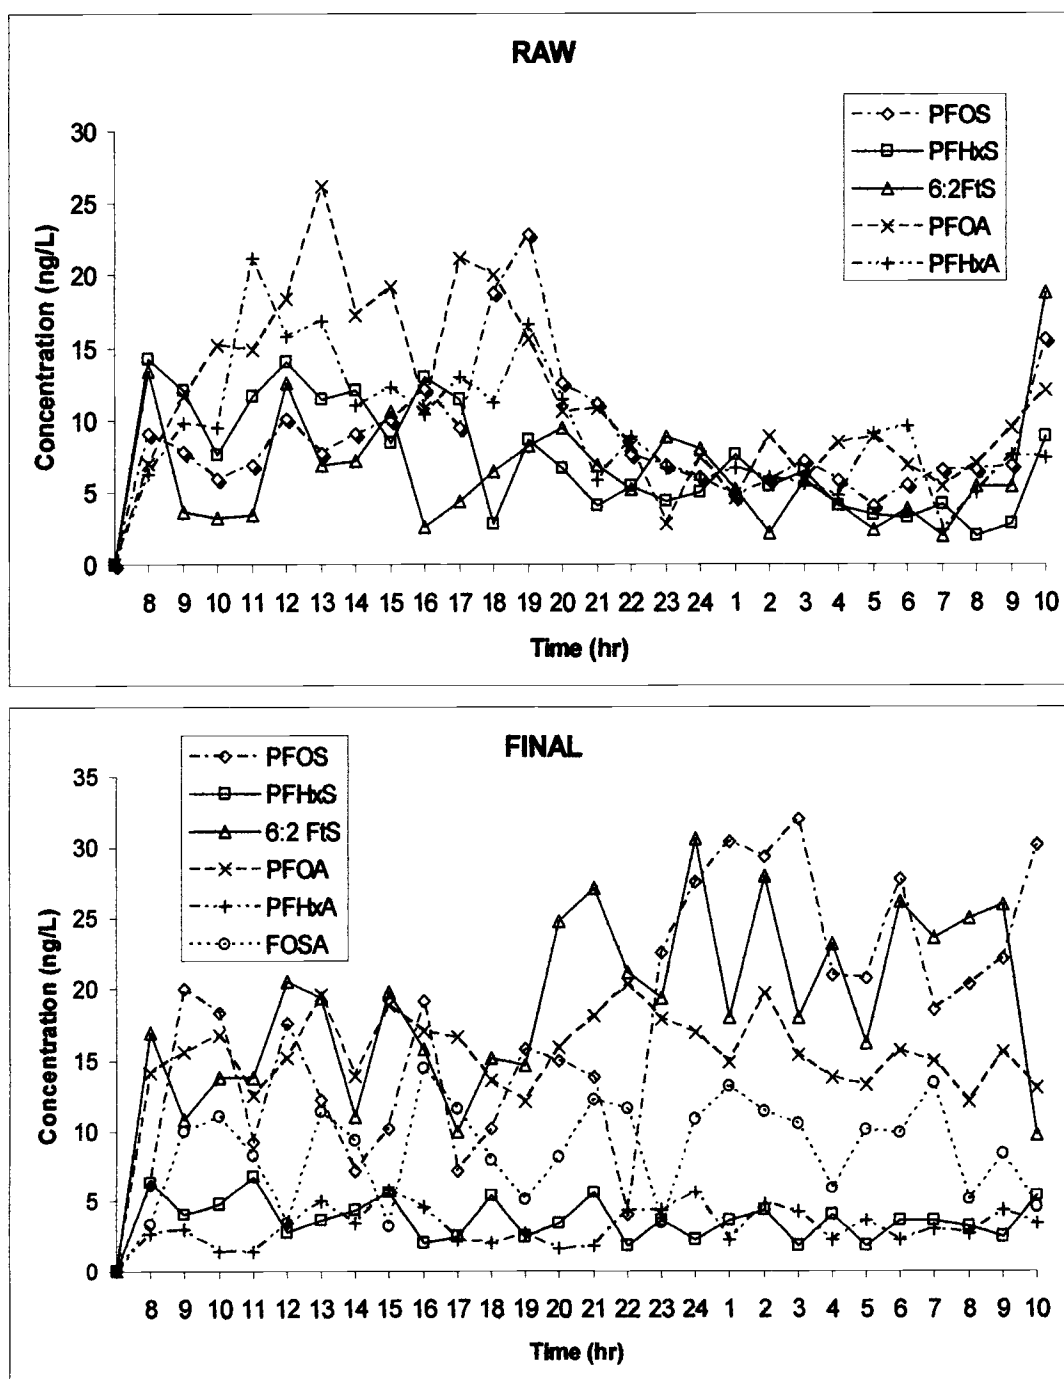 RAW
PFOS
PFHxS
6:2FtS
PFOA
PFHxA
Concentration (ng/L)
30
25
20
15
10
5
0
8 9 10 11 12 13 14 15 16 17 18 19 20 21 22 23 24 1 2 3 4 5 6 7 8 9 10
Time (hr)
FINAL
PFOS
PFHxS
6:2 FtS
PFOA
PFHxA
FOSA
Concentration (ng/L)
35
30
25
20
15
10
5
0
8 9 10 11 12 13 14 15 16 17 18 19 20 21 22 23 24 1 2 3 4 5 6 7 8 9 10
Time (hr)